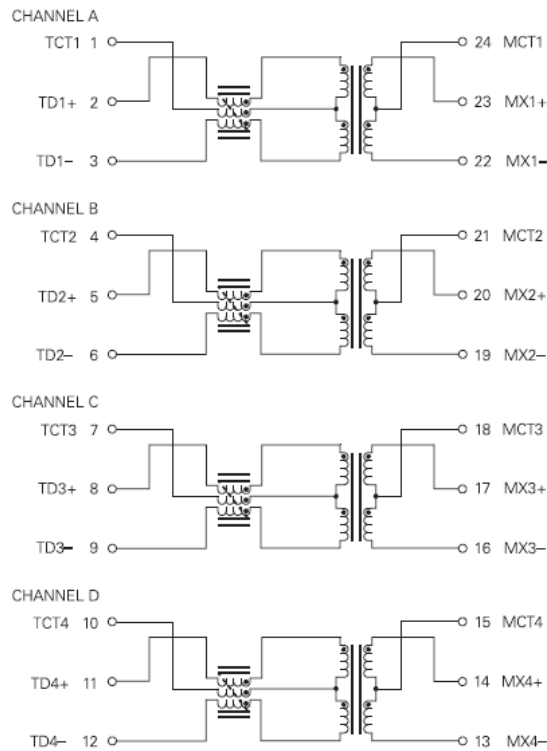 CHANNEL A
TCT1 1 24 MCT1
TD1+ 2 23 MX1+
TD1– 3 22 MX1–
CHANNEL B
TCT2 4 21 MCT2
TD2+ 5 20 MX2+
TD2– 6 19 MX2–
CHANNEL C
TCT3 7 18 MCT3
TD3+ 8 17 MX3+
TD3– 9 16 MX3–
CHANNEL D
TCT4 10 15 MCT4
TD4+ 11 14 MX4+
TD4– 12 13 MX4–